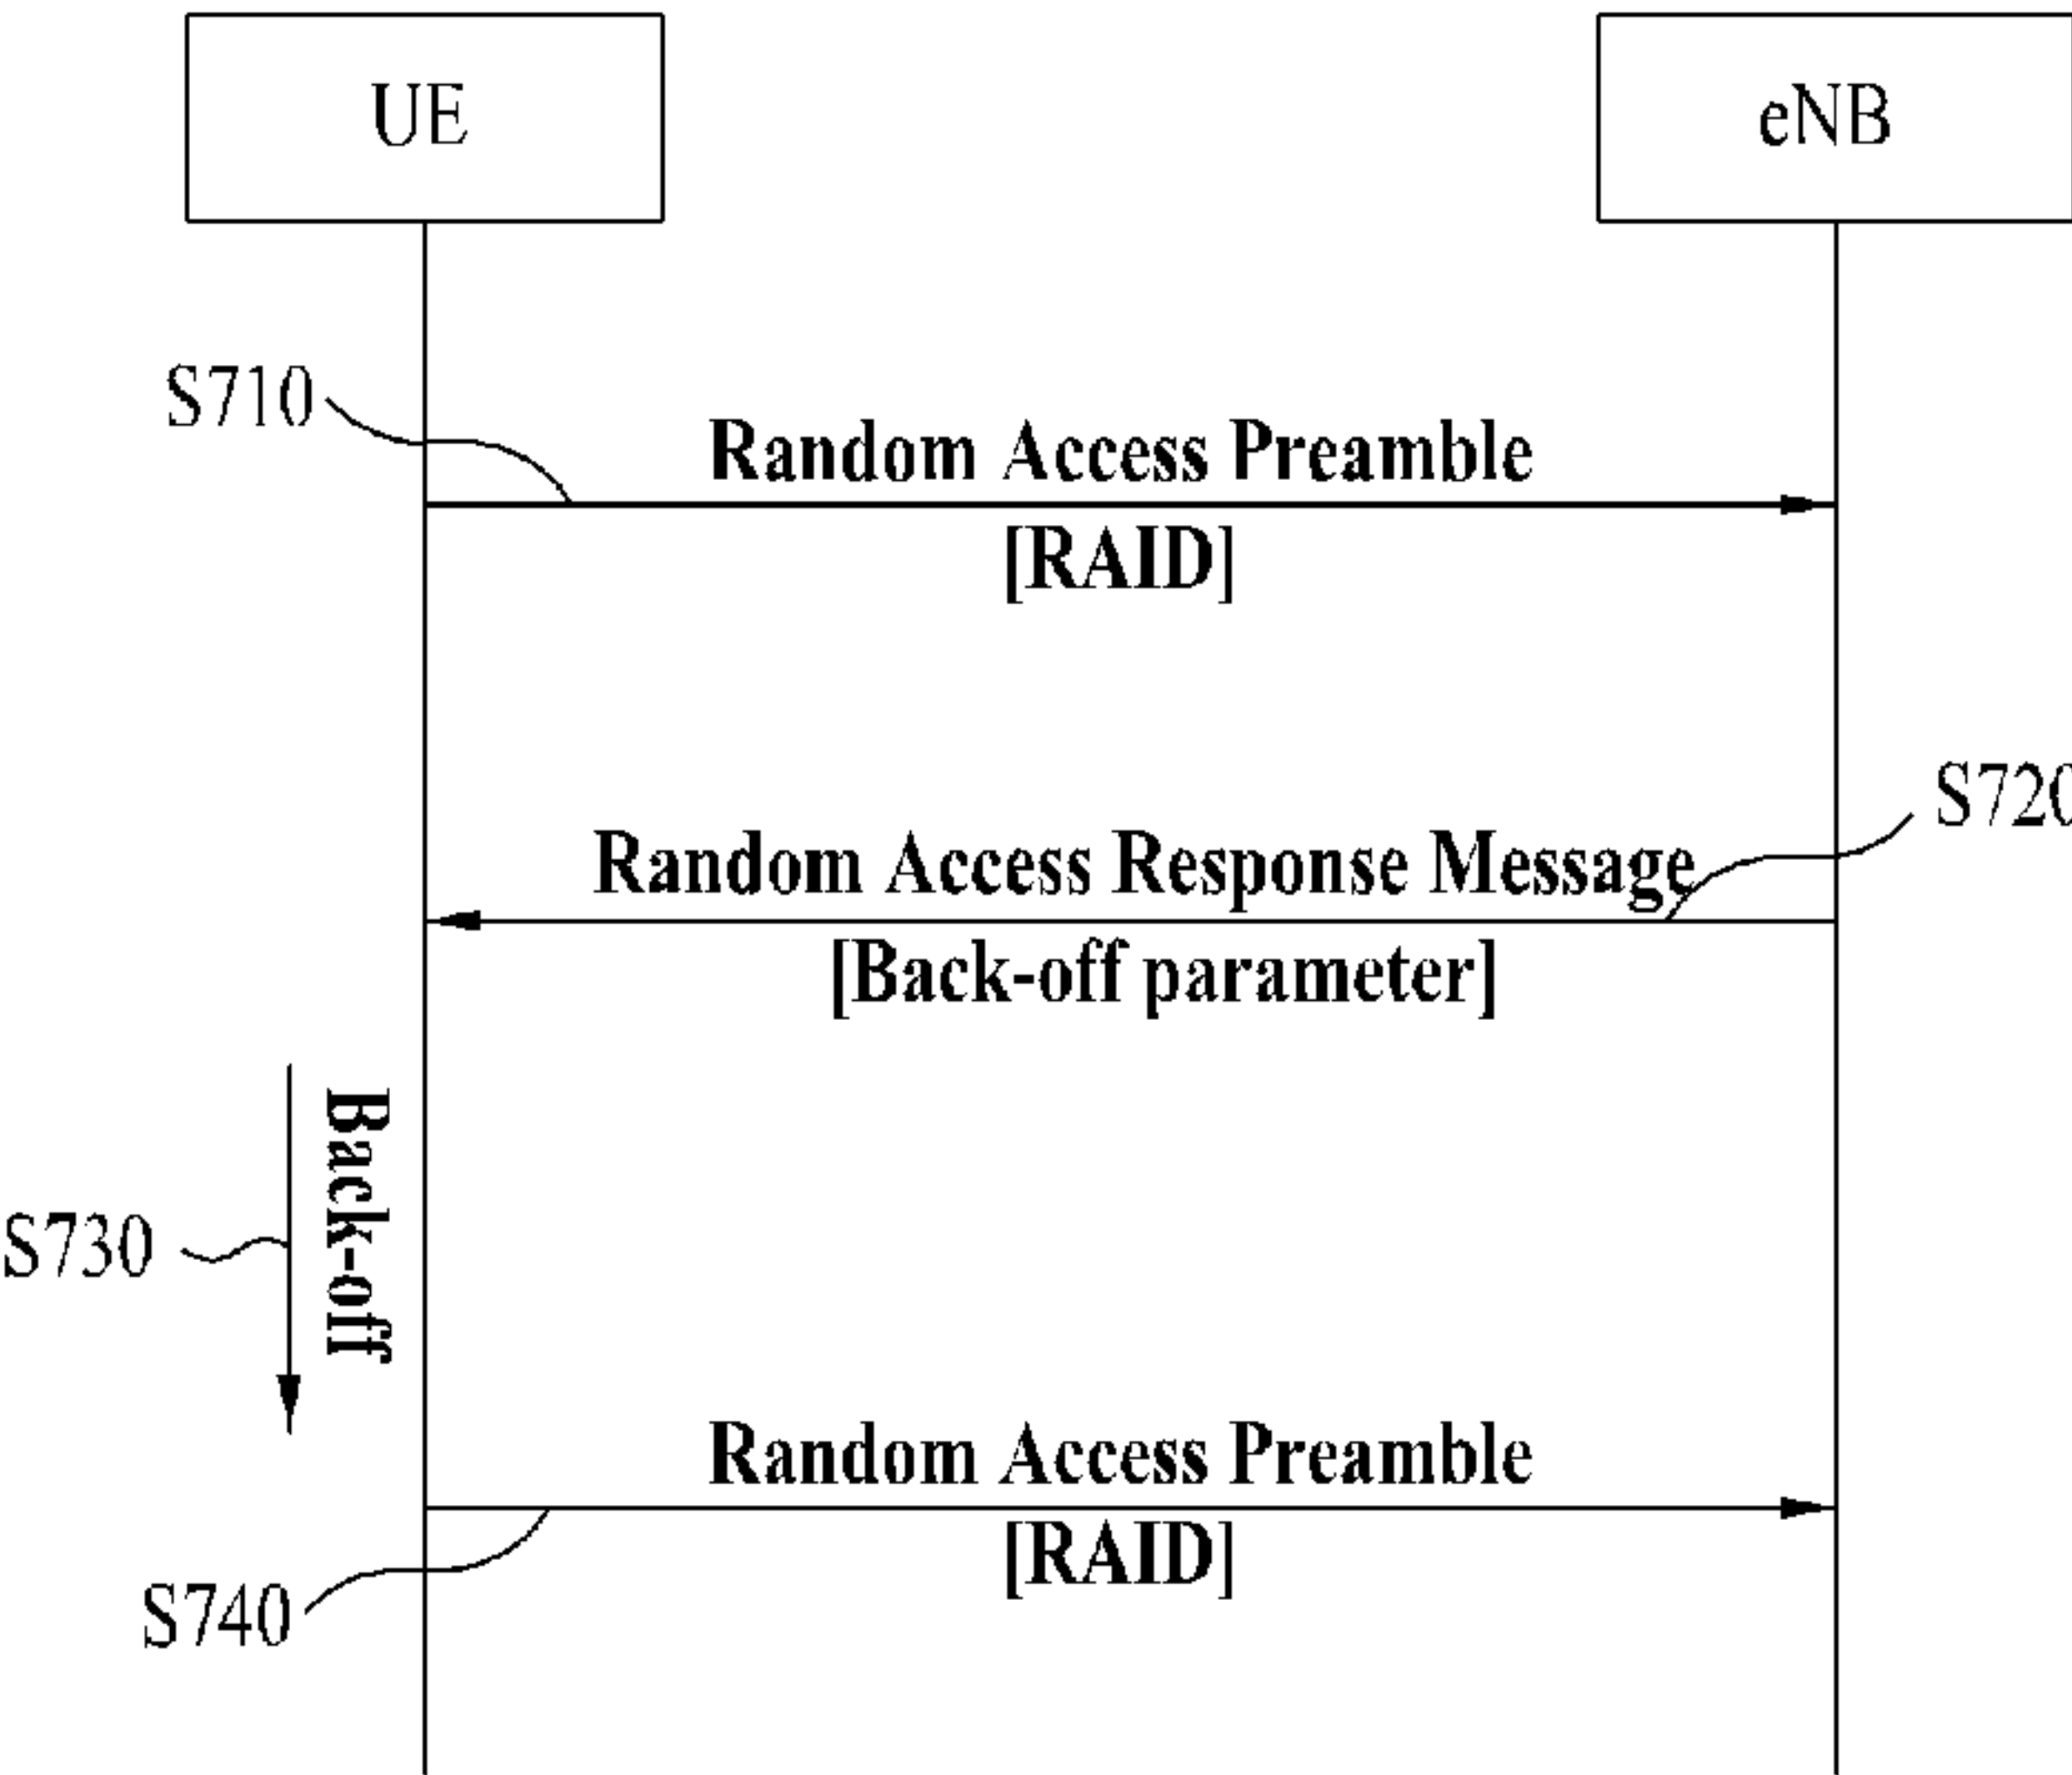 UE
eNB
S710
Random Access Preamble
[RAID]
S720
Random Access Response Message
[Back-off parameter]
Back-off
S730
Random Access Preamble
[RAID]
S740